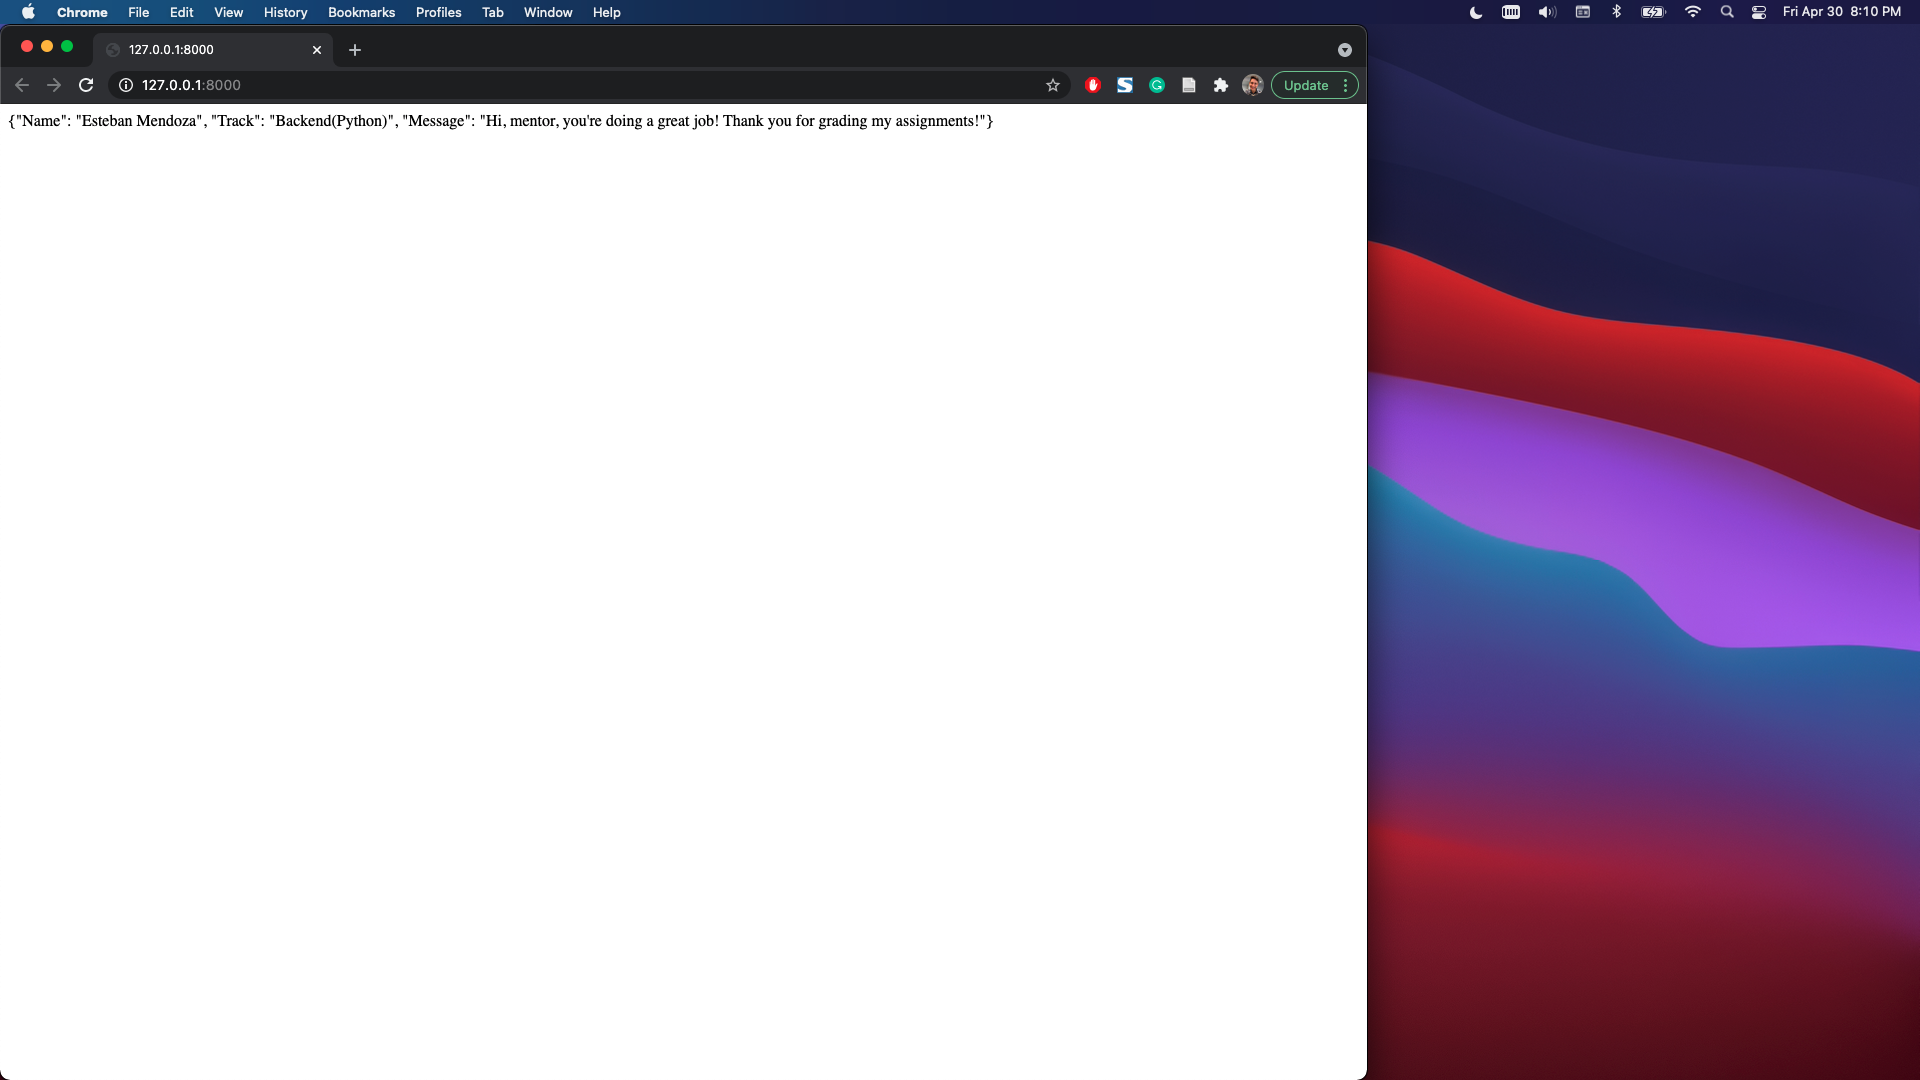 Chrome File Edit View History Bookmarks Profiles Tab Window Help Fri Apr 30 8:10 PM
127.0.0.1:8000
127.0.0.1:8000 Update
{"Name": "Esteban Mendoza", "Track": "Backend(Python)", "Message": "Hi, mentor, you're doing a great job! Thank you for grading my assignments!"}